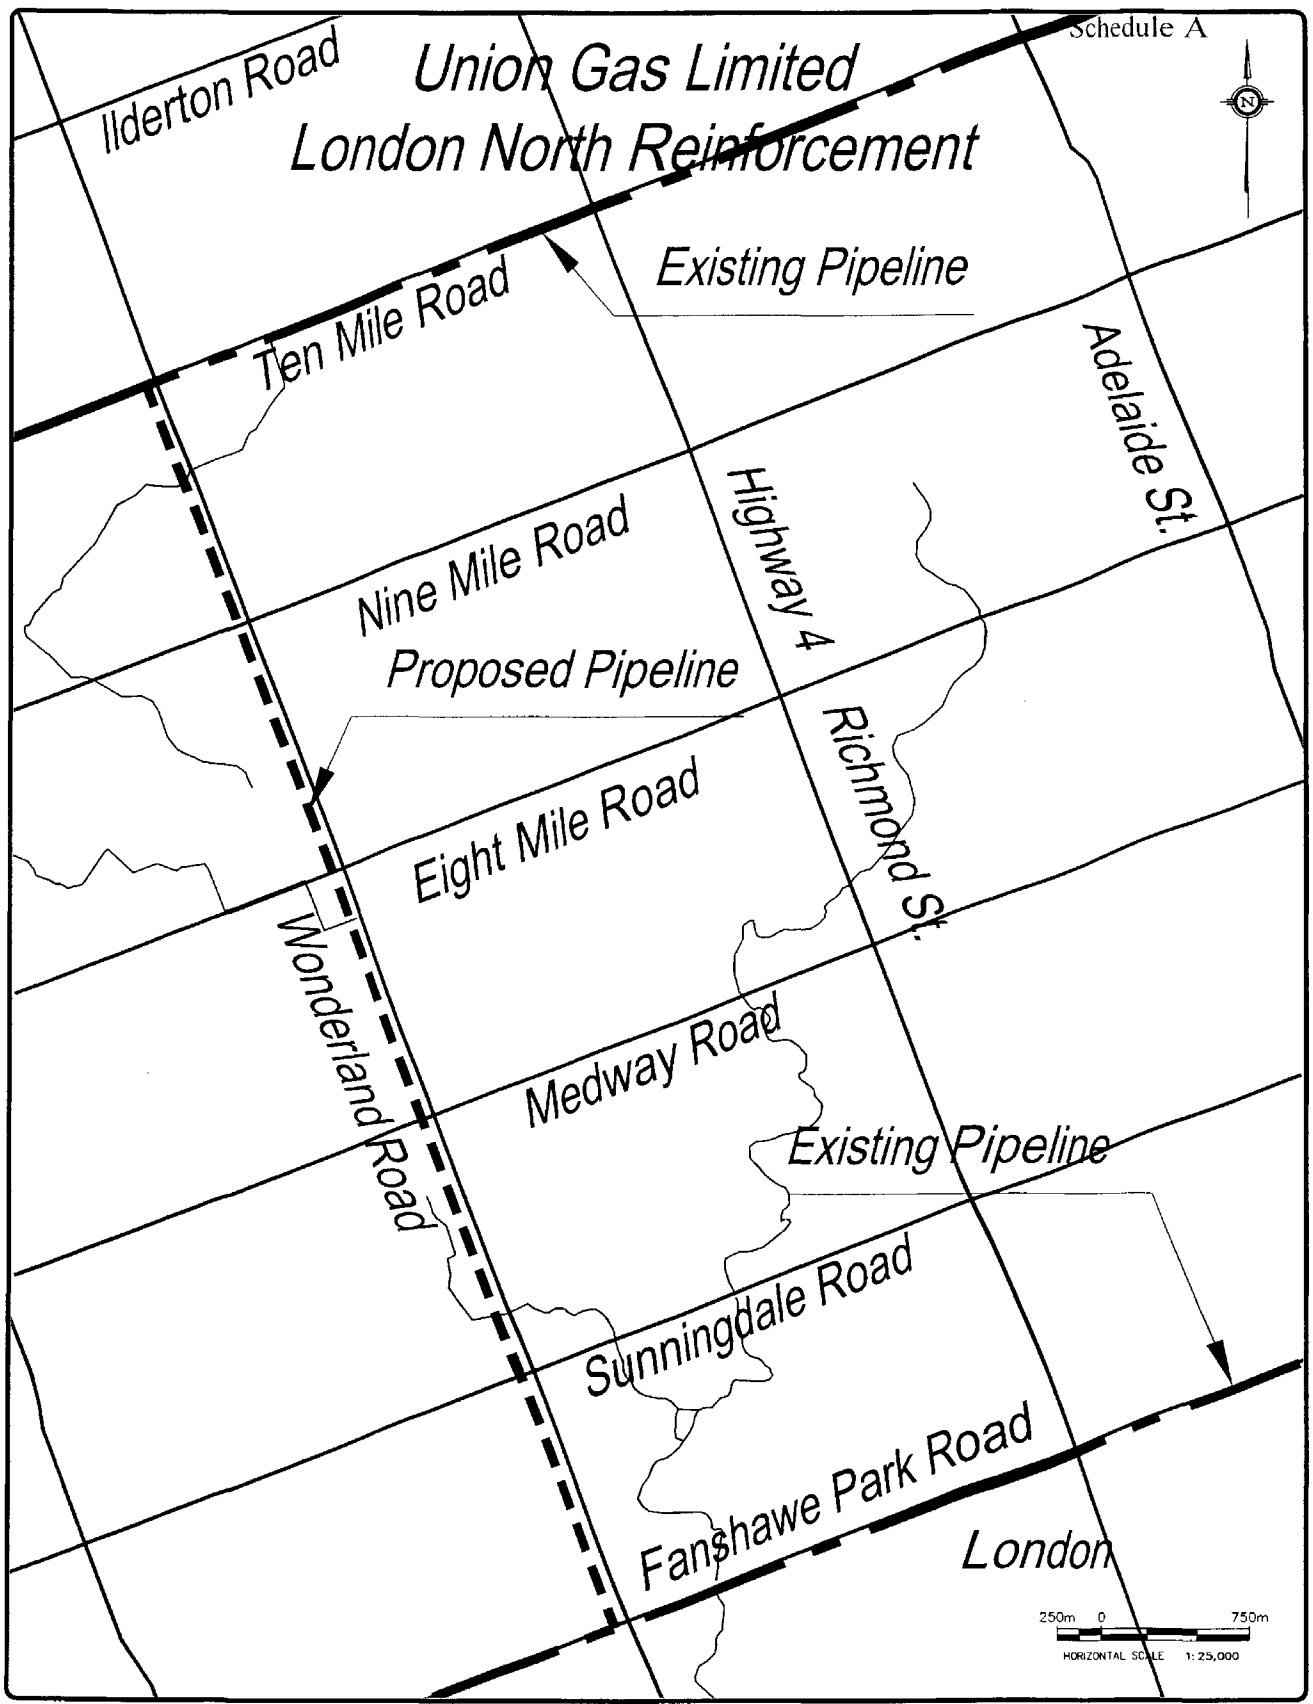 Schedule A
Union Gas Limited
London North Reinforcement
N
Ilderton Road
Existing Pipeline
Ten Mile Road
Adelaide St.
Highway 4
Nine Mile Road
Proposed Pipeline
Richmond St.
Eight Mile Road
Wonderland Road
Medway Road
Existing Pipeline
Sunningdale Road
Fanshawe Park Road
London
250m 0 750m
HORIZONTAL SCALE 1:25,000